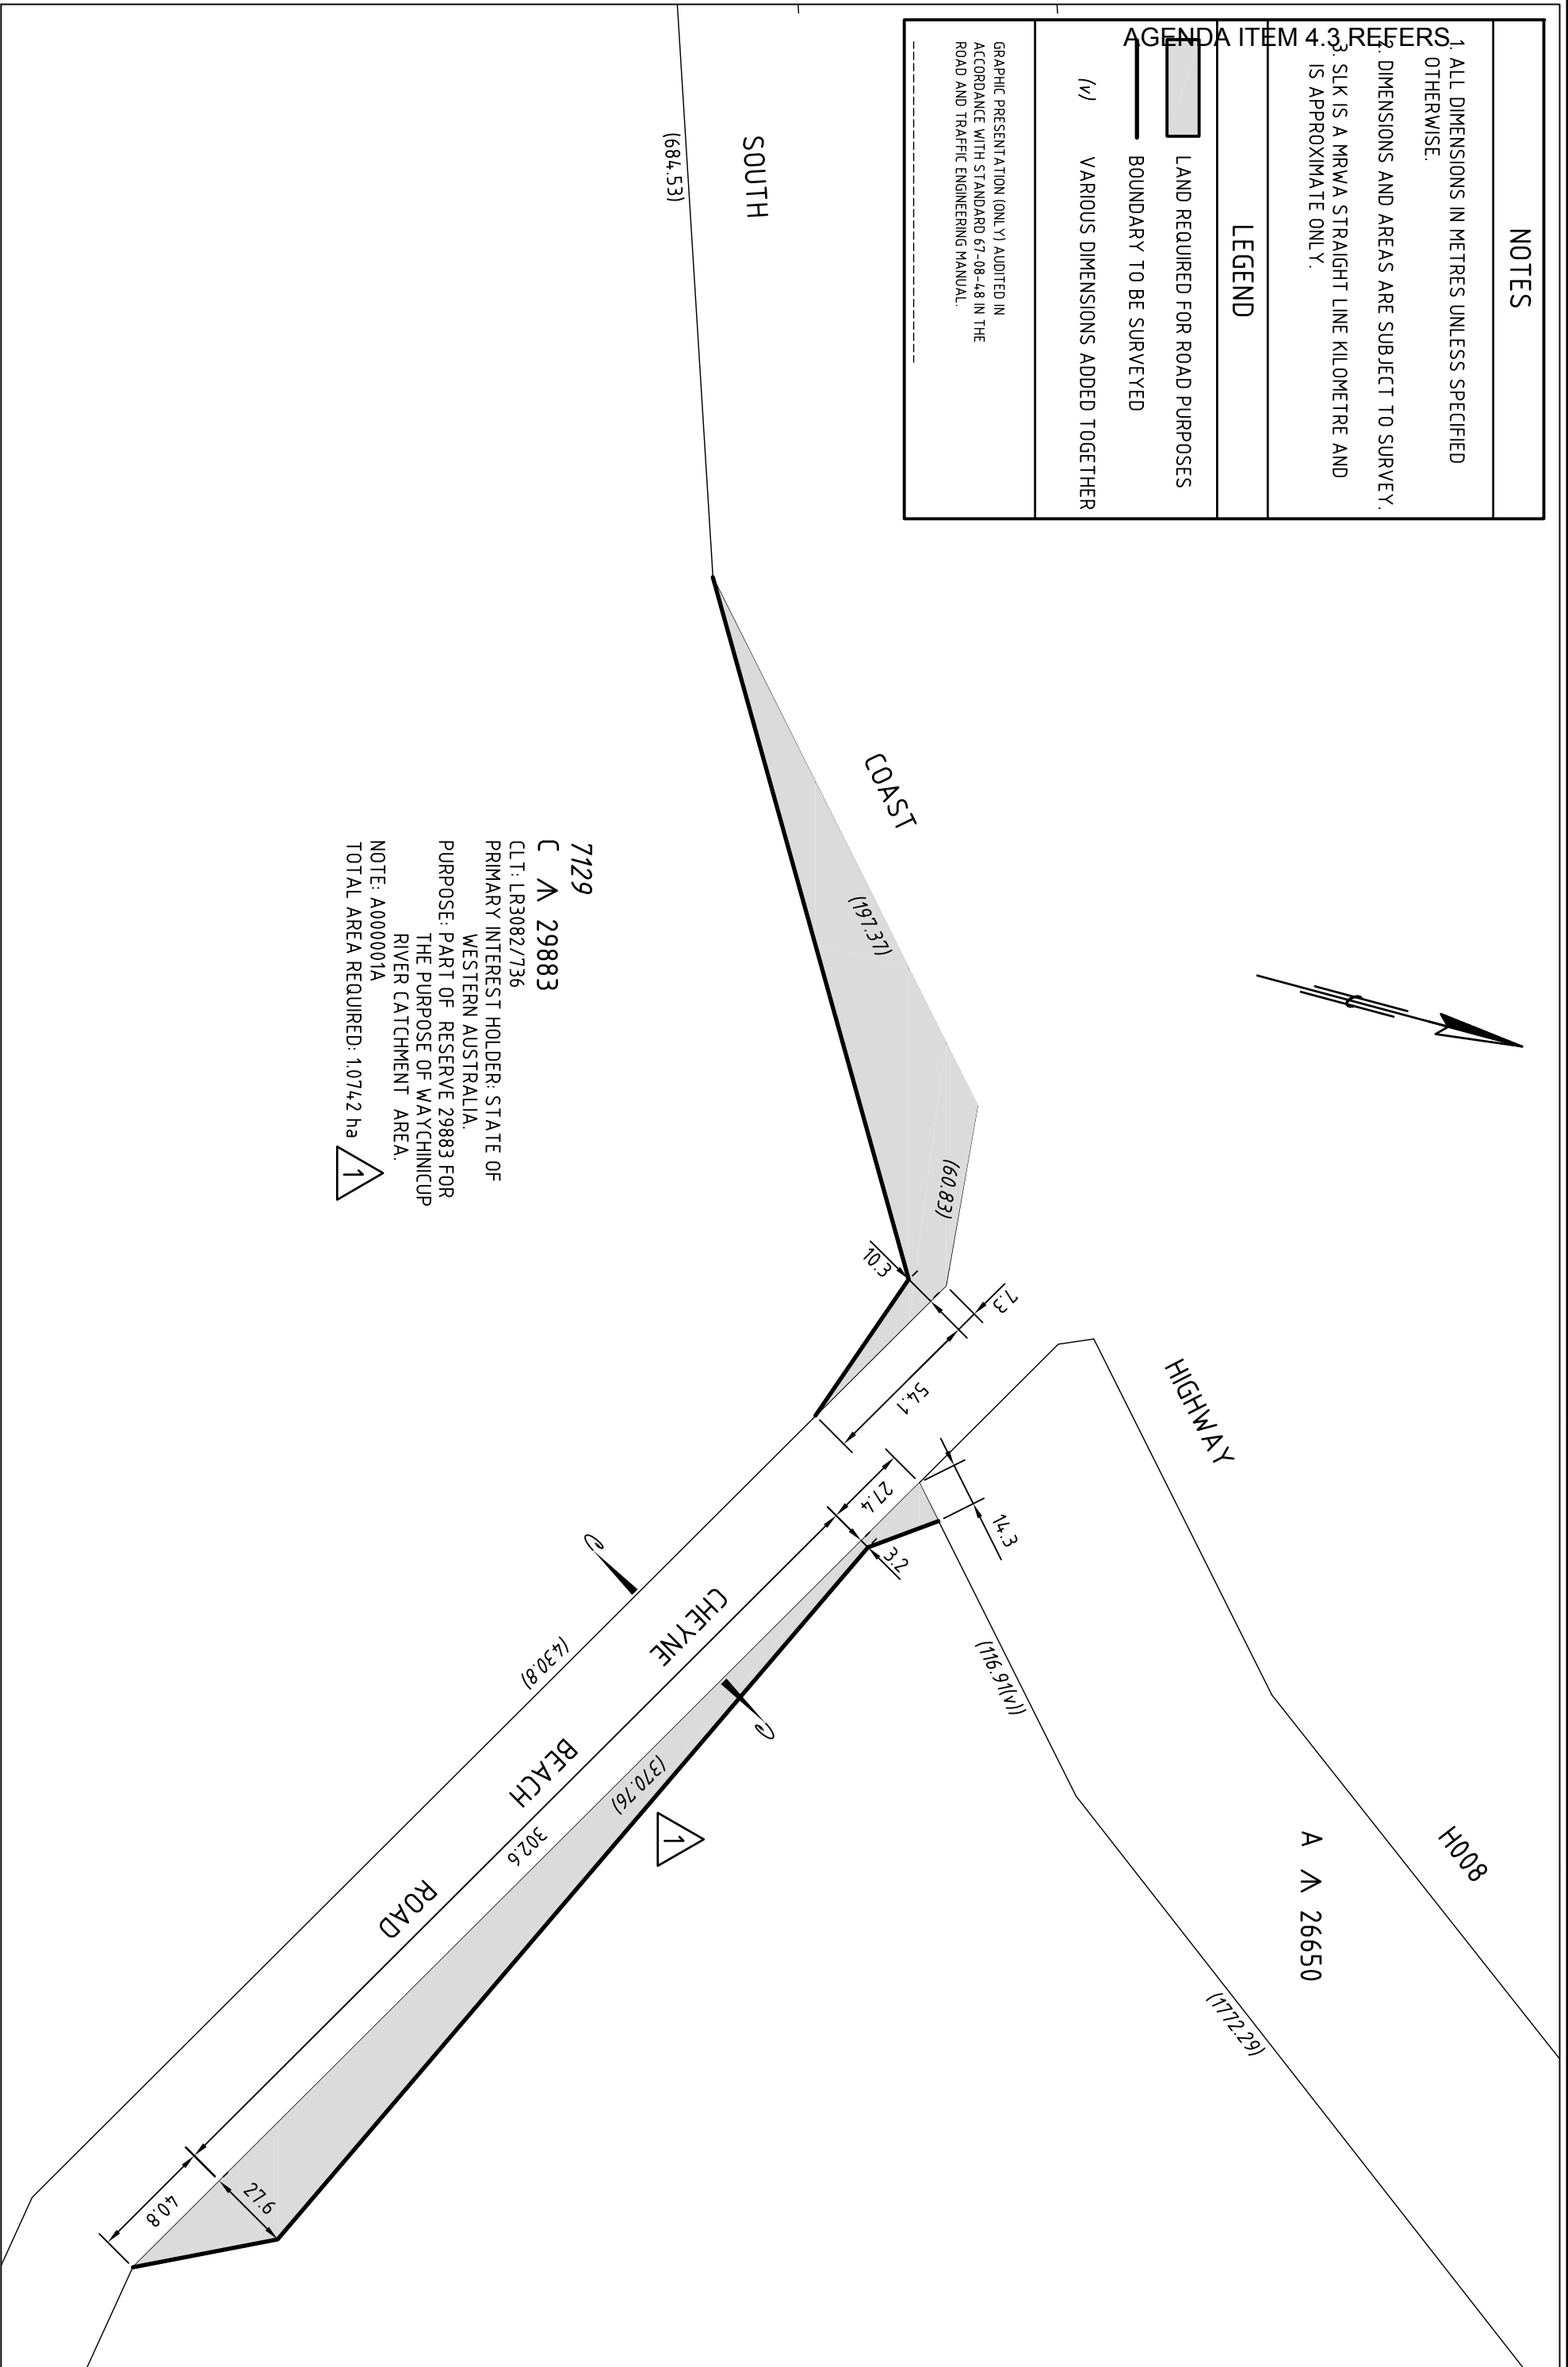 AGENDA ITEM 4.3 REFERS
NOTES
1. ALL DIMENSIONS IN METRES UNLESS SPECIFIED
OTHERWISE.
2. DIMENSIONS AND AREAS ARE SUBJECT TO SURVEY.
3. SLK IS A MRWA STRAIGHT LINE KILOMETRE AND
IS APPROXIMATE ONLY.
LEGEND
LAND REQUIRED FOR ROAD PURPOSES
BOUNDARY TO BE SURVEYED
(v) VARIOUS DIMENSIONS ADDED TOGETHER
GRAPHIC PRESENTATION (ONLY) AUDITED IN
ACCORDANCE WITH STANDARD 67-08-48 IN THE
ROAD AND TRAFFIC ENGINEERING MANUAL.
SOUTH
(684.53)
COAST
(197.37)
(60.83)
10.3
7.3
54.1
HIGHWAY
H008
A 26650
(1772.29)
14.3
27.4
3.2
(116.91(v))
CHEYNE
BEACH
ROAD
(430.8)
(370.76)
1
302.6
27.6
40.8
7129
C 29883
CLT: LR3082/736
PRIMARY INTEREST HOLDER: STATE OF
WESTERN AUSTRALIA.
PURPOSE: PART OF RESERVE 29883 FOR
THE PURPOSE OF WAYCHINICUP
RIVER CATCHMENT AREA.
NOTE: A000001A
TOTAL AREA REQUIRED: 1.0742 ha
1